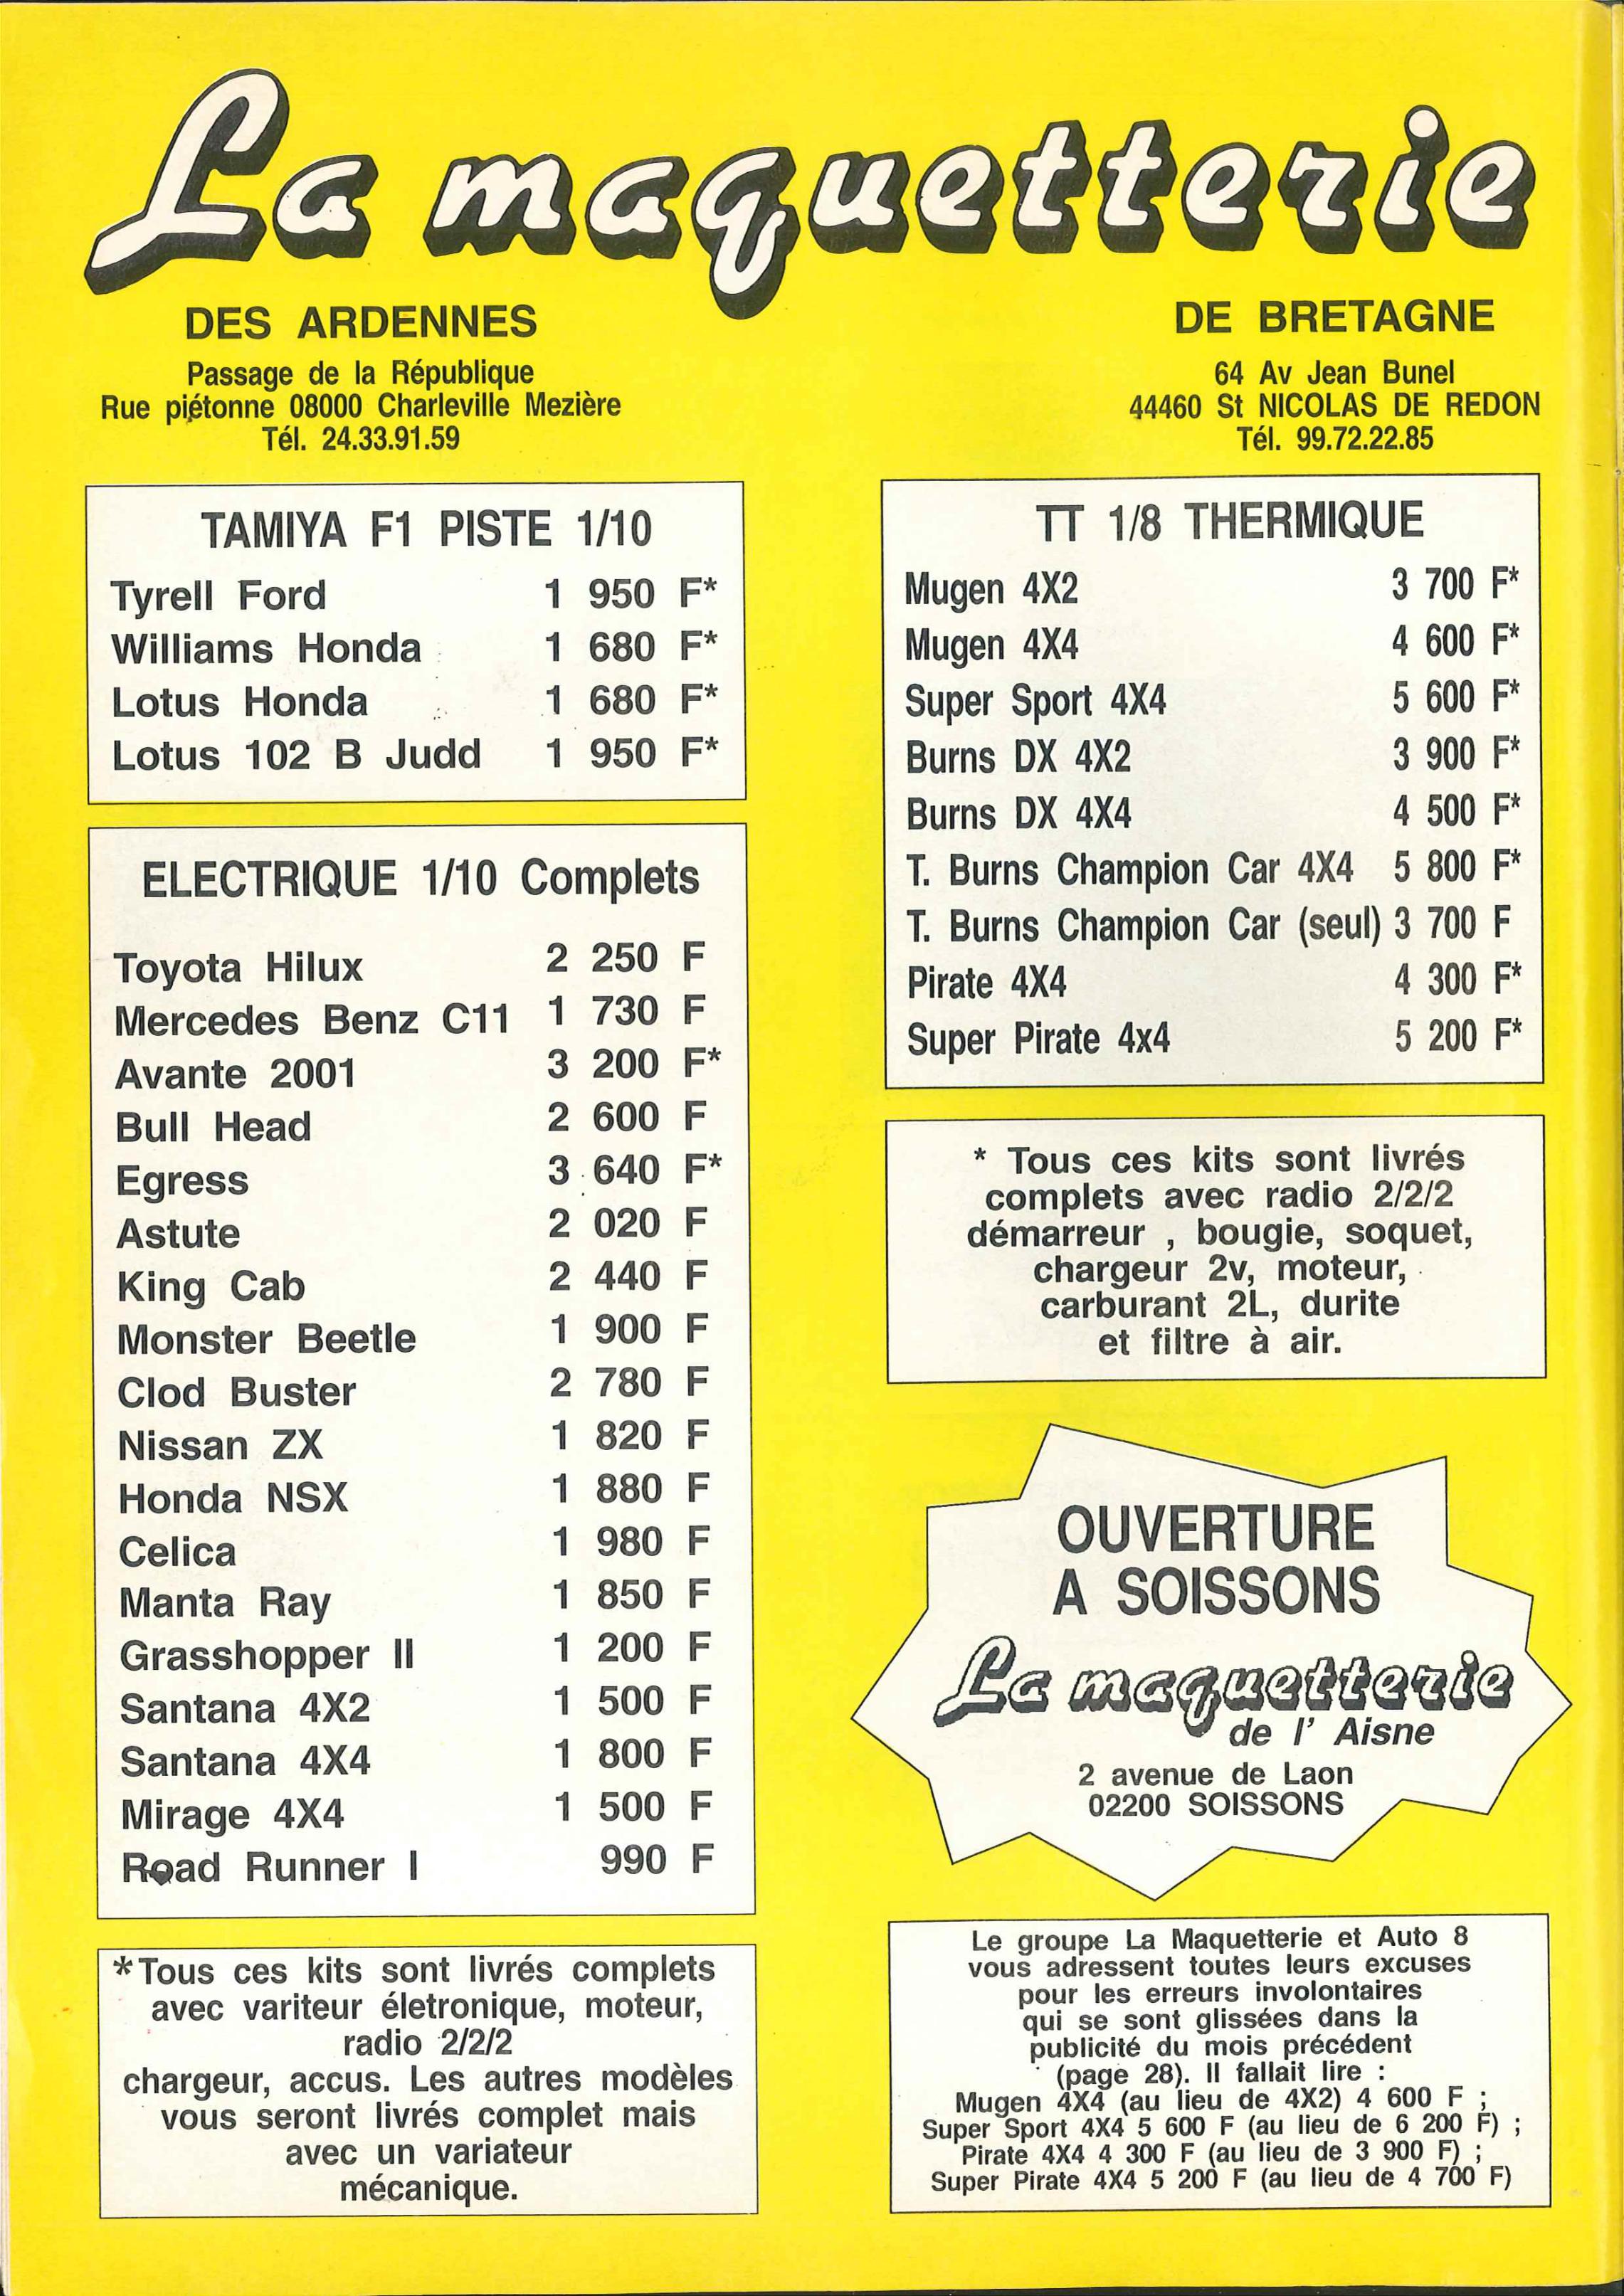 La maquetterie
DES ARDENNES
Passage de la République
Rue piétonne 08000 Charleville Mezière
Tél. 24.33.91.59
DE BRETAGNE
64 Av Jean Bunel
44460 St NICOLAS DE REDON
Tél. 99.72.22.85
TAMIYA F1 PISTE 1/10
Tyrell Ford 1 950 F*
Williams Honda 1 680 F*
Lotus Honda 1 680 F*
Lotus 102 B Judd 1 950 F*
ELECTRIQUE 1/10 Complets
Toyota Hilux 2 250 F
Mercedes Benz C11 1 730 F
Avante 2001 3 200 F*
Bull Head 2 600 F
Egress 3 640 F*
Astute 2 020 F
King Cab 2 440 F
Monster Beetle 1 900 F
Clod Buster 2 780 F
Nissan ZX 1 820 F
Honda NSX 1 880 F
Celica 1 980 F
Manta Ray 1 850 F
Grasshopper II 1 200 F
Santana 4X2 1 500 F
Santana 4X4 1 800 F
Mirage 4X4 1 500 F
Road Runner I 990 F
*Tous ces kits sont livrés complets
avec variteur életronique, moteur,
radio 2/2/2
chargeur, accus. Les autres modèles
vous seront livrés complet mais
avec un variateur
mécanique.
TT 1/8 THERMIQUE
Mugen 4X2 3 700 F*
Mugen 4X4 4 600 F*
Super Sport 4X4 5 600 F*
Burns DX 4X2 3 900 F*
Burns DX 4X4 4 500 F*
T. Burns Champion Car 4X4 5 800 F*
T. Burns Champion Car (seul) 3 700 F
Pirate 4X4 4 300 F*
Super Pirate 4x4 5 200 F*
* Tous ces kits sont livrés
complets avec radio 2/2/2
démarreur , bougie, soquet,
chargeur 2v, moteur,
carburant 2L, durite
et filtre à air.
OUVERTURE
A SOISSONS
La maquetterie
de l' Aisne
2 avenue de Laon
02200 SOISSONS
Le groupe La Maquetterie et Auto 8
vous adressent toutes leurs excuses
pour les erreurs involontaires
qui se sont glissées dans la
publicité du mois précédent
(page 28). Il fallait lire :
Mugen 4X4 (au lieu de 4X2) 4 600 F ;
Super Sport 4X4 5 600 F (au lieu de 6 200 F) ;
Pirate 4X4 4 300 F (au lieu de 3 900 F) ;
Super Pirate 4X4 5 200 F (au lieu de 4 700 F)